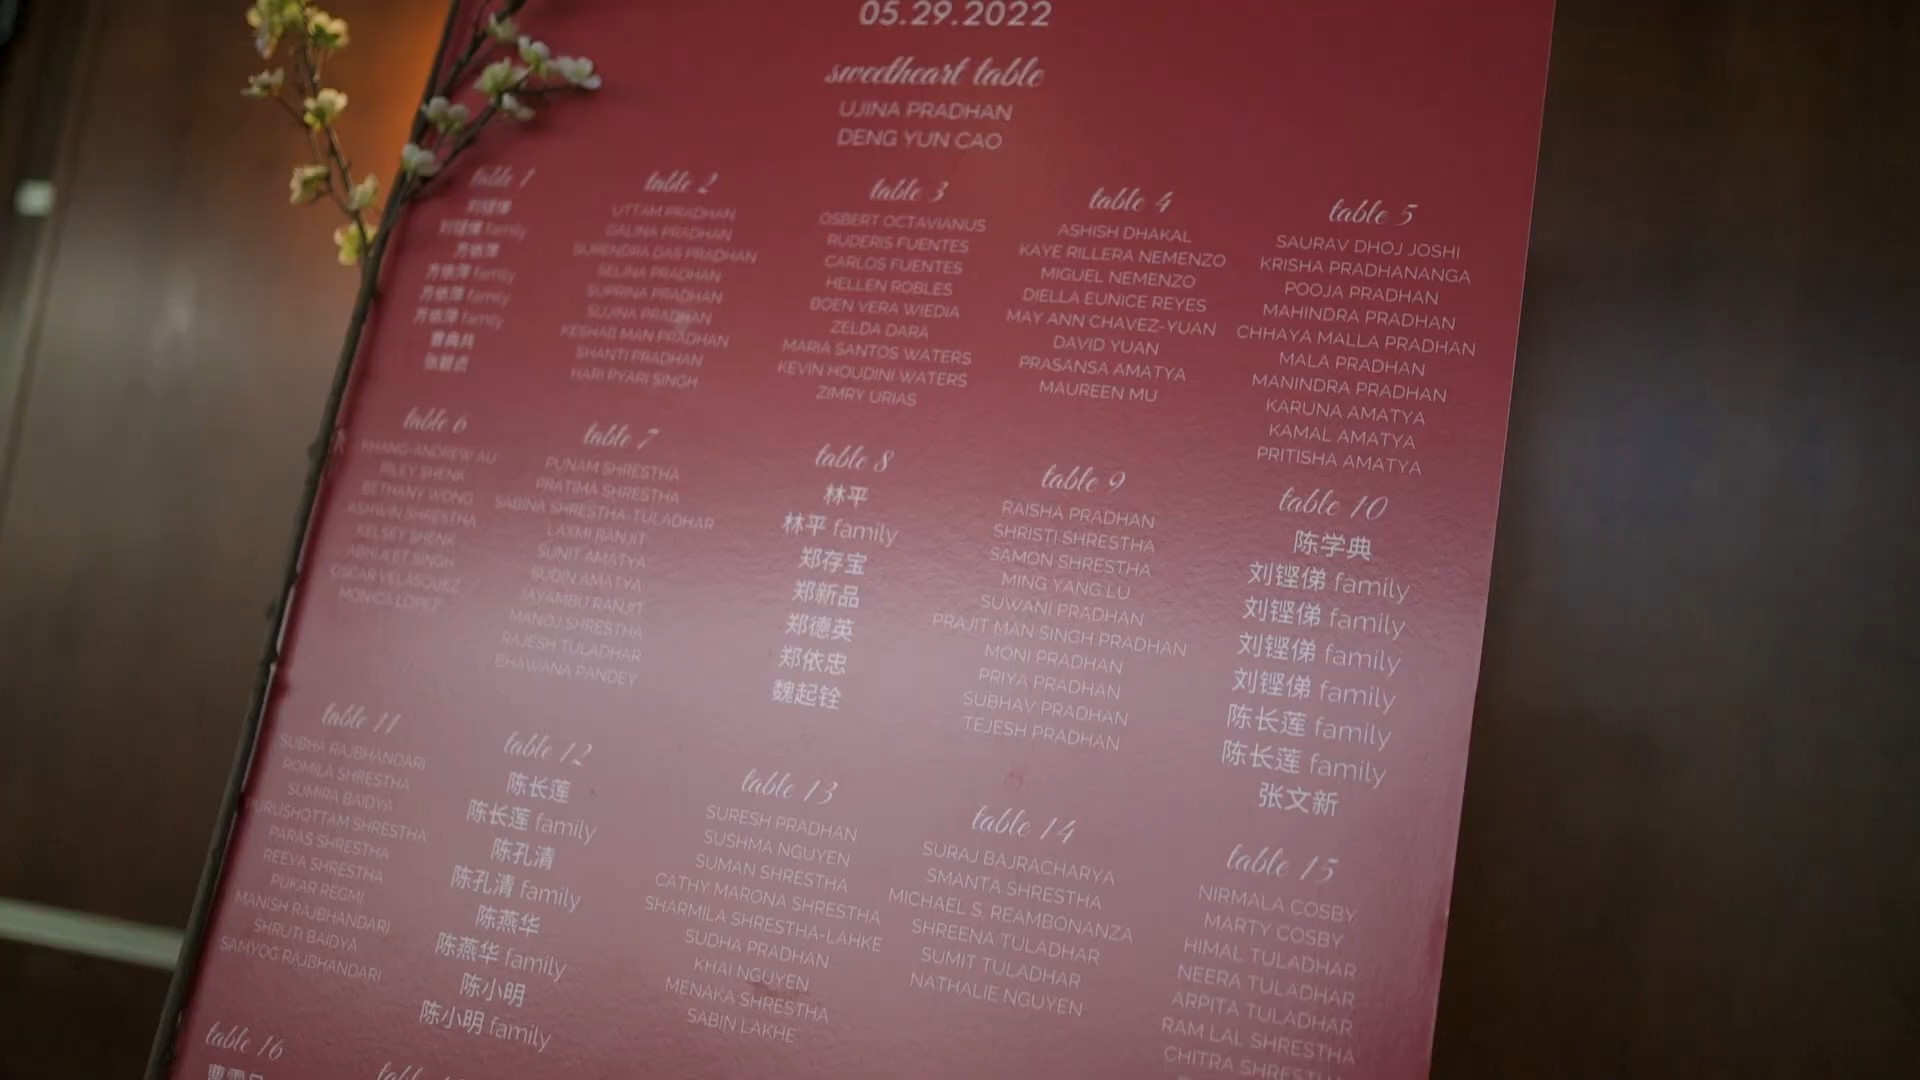 05.29.2022
sweetheart table
UJINA PRADHAN
DENG YUN CAO
table 1
family
family
family
family
table 2
UTTAM PRADHAN
GALINA PRADHAN
SURENDRA DAS PRADHAN
SELINA PRADHAN
SUPRINA PRADHAN
SUJINA PRADHAN
KESHAB MAN PRADHAN
SHANTI PRADHAN
HARI PYARI SINGH
table 3
OSBERT OCTAVIANUS
RUDERIS FUENTES
CARLOS FUENTES
HELLEN ROBLES
BOEN VERA WIEDIA
ZELDA DARA
MARIA SANTOS WATERS
KEVIN HOUDINI WATERS
ZIMRY URIAS
table 4
ASHISH DHAKAL
KAYE RILLERA NEMENZO
MIGUEL NEMENZO
DIELLA EUNICE REYES
MAY ANN CHAVEZ-YUAN
DAVID YUAN
PRASANSA AMATYA
MAUREEN MU
table 5
SAURAV DHOJ JOSHI
KRISHA PRADHANANGA
POOJA PRADHAN
MAHINDRA PRADHAN
CHHAYA MALLA PRADHAN
MALA PRADHAN
MANINDRA PRADHAN
KARUNA AMATYA
KAMAL AMATYA
PRITISHA AMATYA
table 6
KHANG-ANDREW AU
RILEY SHENK
BETHANY WONG
ASHWIN SHRESTHA
KELSEY SHENK
ABHIJEET SINGH
OSCAR VELASQUEZ
MONICA LOPEZ
table 7
PUNAM SHRESTHA
PRATIMA SHRESTHA
SABINA SHRESTHA-TULADHAR
LAXMI RANJIT
SUNIT AMATYA
SUDIN AMATYA
JAYAMBU RANJIT
MANOJ SHRESTHA
RAJESH TULADHAR
BHAWANA PANDEY
table 8
林平
林平 family
郑存宝
郑新品
郑德英
郑依忠
魏起铨
table 9
RAISHA PRADHAN
SHRISTI SHRESTHA
SAMON SHRESTHA
MING YANG LU
SUWANI PRADHAN
PRAJIT MAN SINGH PRADHAN
MONI PRADHAN
PRIYA PRADHAN
SUBHAV PRADHAN
TEJESH PRADHAN
table 10
陈学典
刘铿俤 family
刘铿俤 family
刘铿俤 family
刘铿俤 family
陈长莲 family
陈长莲 family
张文新
table 11
SUBHA RAJBHANDARI
ROMILA SHRESTHA
SUMIRA BAIDYA
PURUSHOTTAM SHRESTHA
PARAS SHRESTHA
REEYA SHRESTHA
PUKAR REGMI
MANISH RAJBHANDARI
SHRUTI BAIDYA
SAMYOG RAJBHANDARI
table 12
陈长莲
陈长莲 family
陈孔清
陈孔清 family
陈燕华
陈燕华 family
陈小明
陈小明 family
table 13
SURESH PRADHAN
SUSHMA NGUYEN
SUMAN SHRESTHA
CATHY MARONA SHRESTHA
SHARMILA SHRESTHA-LAHKE
SUDHA PRADHAN
KHAI NGUYEN
MENAKA SHRESTHA
SABIN LAKHE
table 14
SURAJ BAJRACHARYA
SMANTA SHRESTHA
MICHAEL S. REAMBONANZA
SHREENA TULADHAR
SUMIT TULADHAR
NATHALIE NGUYEN
table 15
NIRMALA COSBY
MARTY COSBY
HIMAL TULADHAR
NEERA TULADHAR
ARPITA TULADHAR
RAM LAL SHRESTHA
CHITRA SHRESTHA
table 16